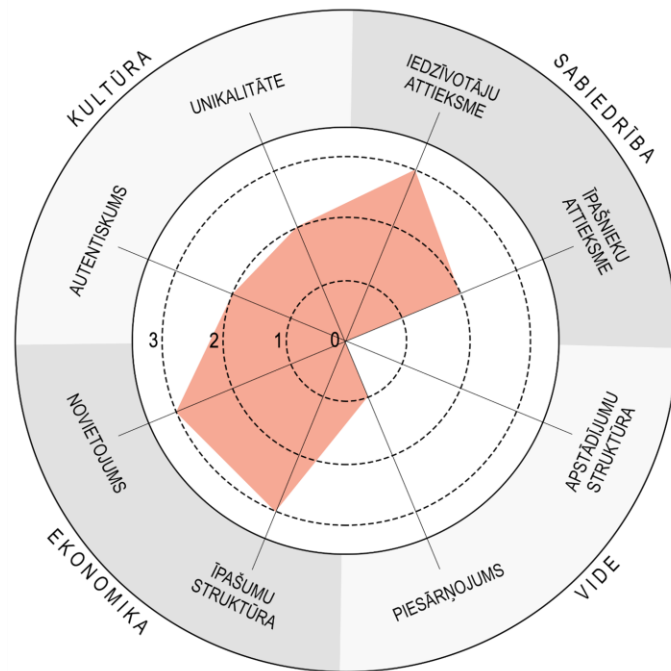 KULTŪRA
SABIEDRĪBA
UNIKALITĀTE
IEDZĪVOTĀJU
ATTIEKSME
AUTENTISKUMS
ĪPAŠNIEKU
ATTIEKSME
3 2 1 0
NOVIETOJUMS
APSTĀDĪJUMU
STRUKTŪRA
ĪPAŠUMU
STRUKTŪRA
PIESĀRŅOJUMS
EKONOMIKA
VIDE